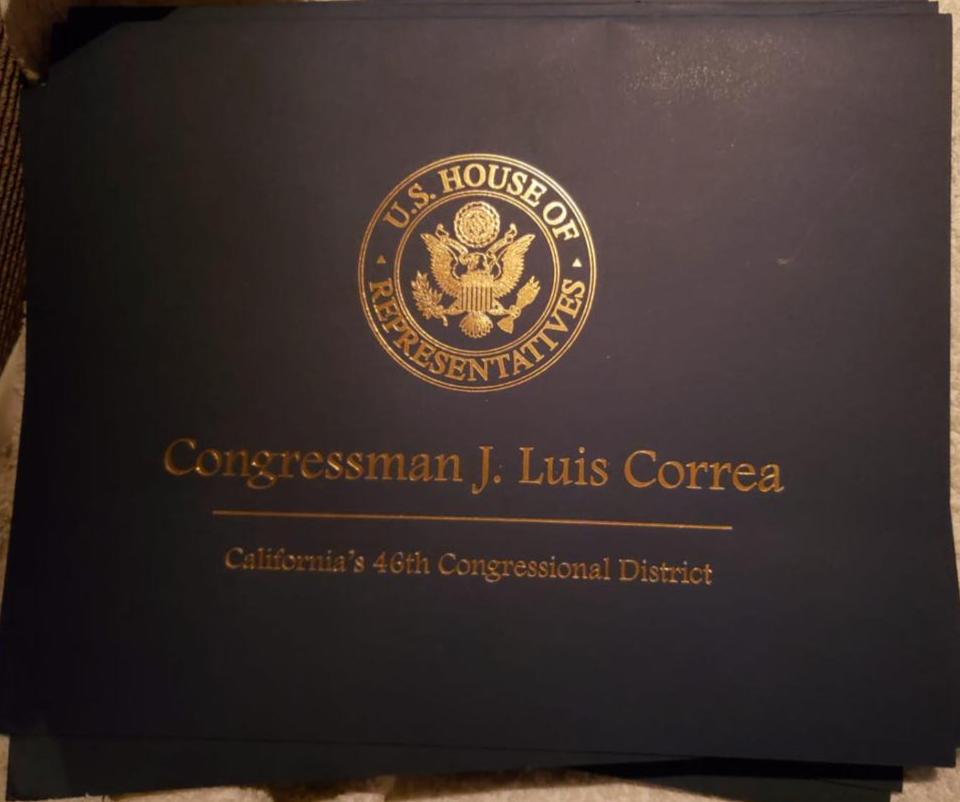 U.S. HOUSE OF
REPRESENTATIVES
Congressman J. Luis Correa
California's 46th Congressional District